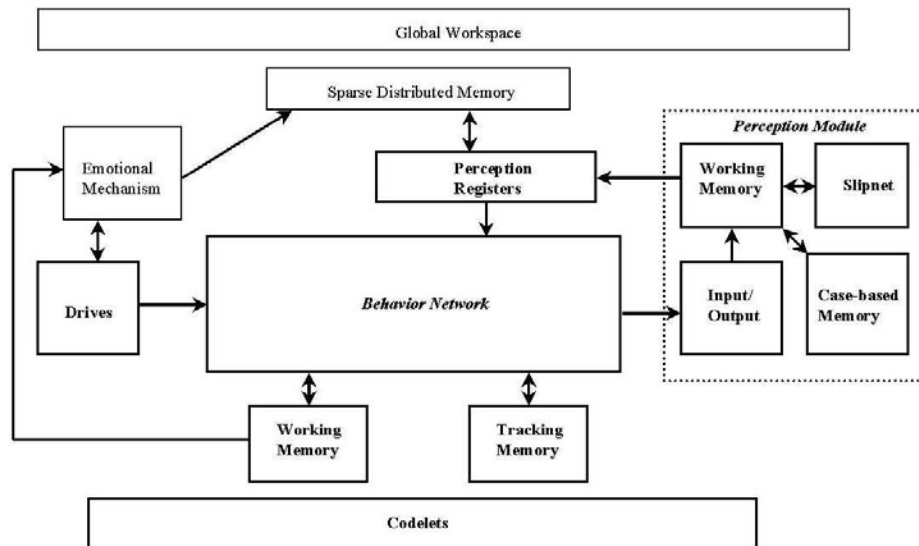 Global Workspace
Sparse Distributed Memory
Perception Module
Emotional
Mechanism
Perception
Registers
Working
Memory
Slipnet
Drives
Behavior Network
Input/
Output
Case-based
Memory
Working
Memory
Tracking
Memory
Codelets